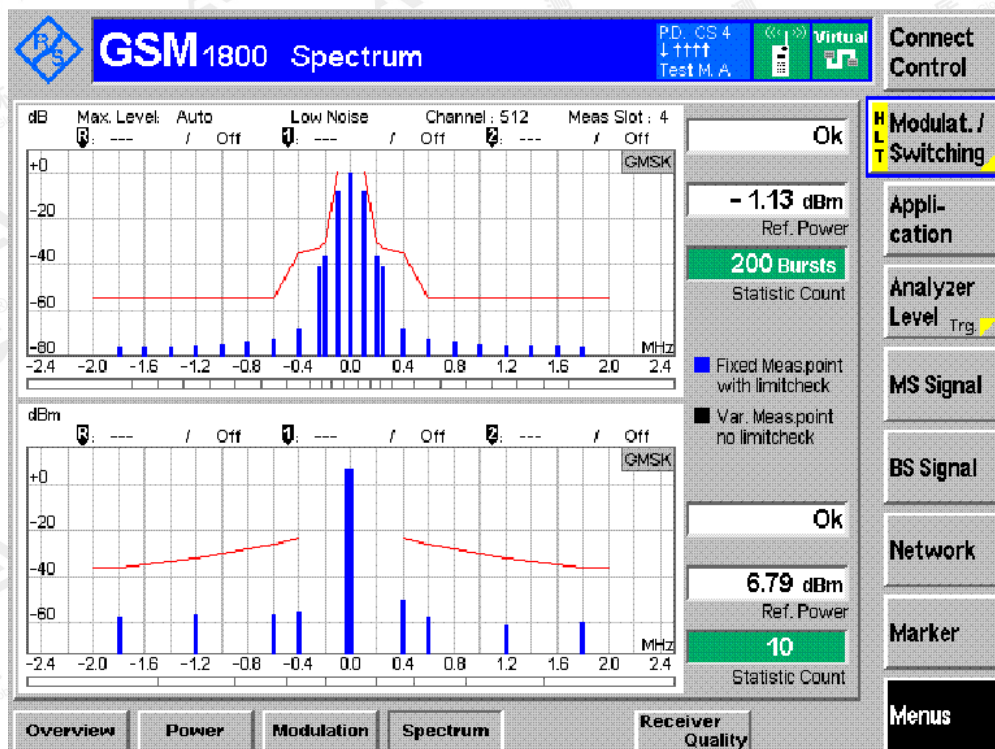 R S
GSM 1800 Spectrum
P.D. CS 4
↓ ↑↑↑↑
Test M. A
Virtual
Connect
Control
H L T
Modulat. /
Switching
Appli-
cation
Analyzer
Level Trg.
MS Signal
BS Signal
Network
Marker
Menus
dB Max. Level: Auto Low Noise Channel : 512 Meas Slot : 4
R: --- / Off 1: --- / Off 2: --- / Off
GMSK
+0
-20
-40
-60
-80
MHz
-2.4 -2.0 -1.6 -1.2 -0.8 -0.4 0.0 0.4 0.8 1.2 1.6 2.0 2.4
Ok
- 1.13 dBm
Ref. Power
200 Bursts
Statistic Count
Fixed Meas.point
with limitcheck
Var. Meas.point
no limitcheck
dBm
R: --- / Off 1: --- / Off 2: --- / Off
GMSK
+0
-20
-40
-60
MHz
-2.4 -2.0 -1.6 -1.2 -0.8 -0.4 0.0 0.4 0.8 1.2 1.6 2.0 2.4
Ok
6.79 dBm
Ref. Power
10
Statistic Count
Overview Power Modulation Spectrum
Receiver
Quality